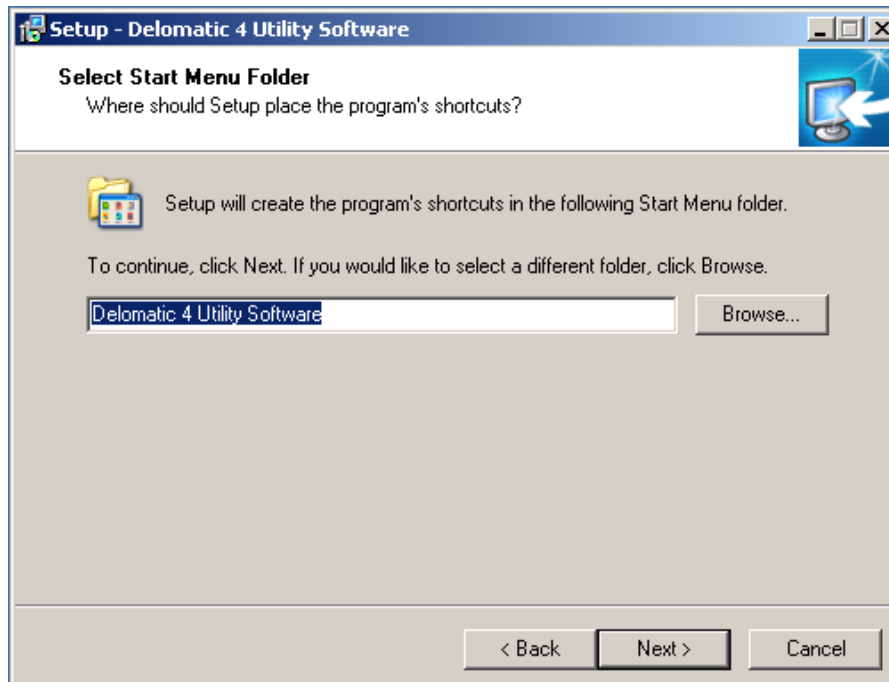 Setup - Delomatic 4 Utility Software
Select Start Menu Folder
Where should Setup place the program's shortcuts?
Setup will create the program's shortcuts in the following Start Menu folder.
To continue, click Next. If you would like to select a different folder, click Browse.
Delomatic 4 Utility Software
Browse...
< Back
Next >
Cancel